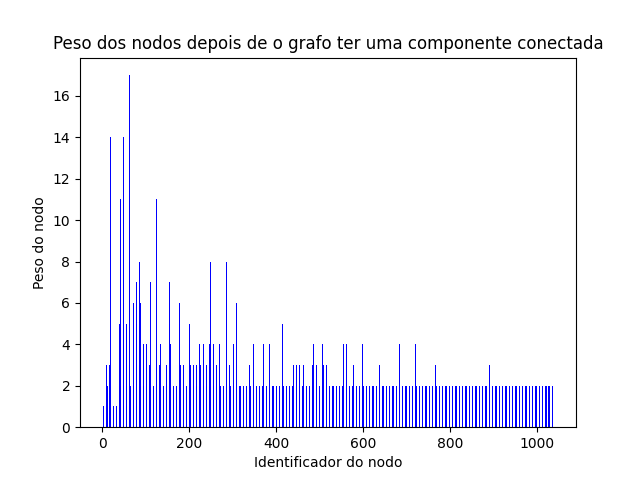 Peso dos nodos depois de o grafo ter uma componente conectada
Peso do nodo
16
14
12
10
8
6
4
2
0
0 200 400 600 800 1000
Identificador do nodo